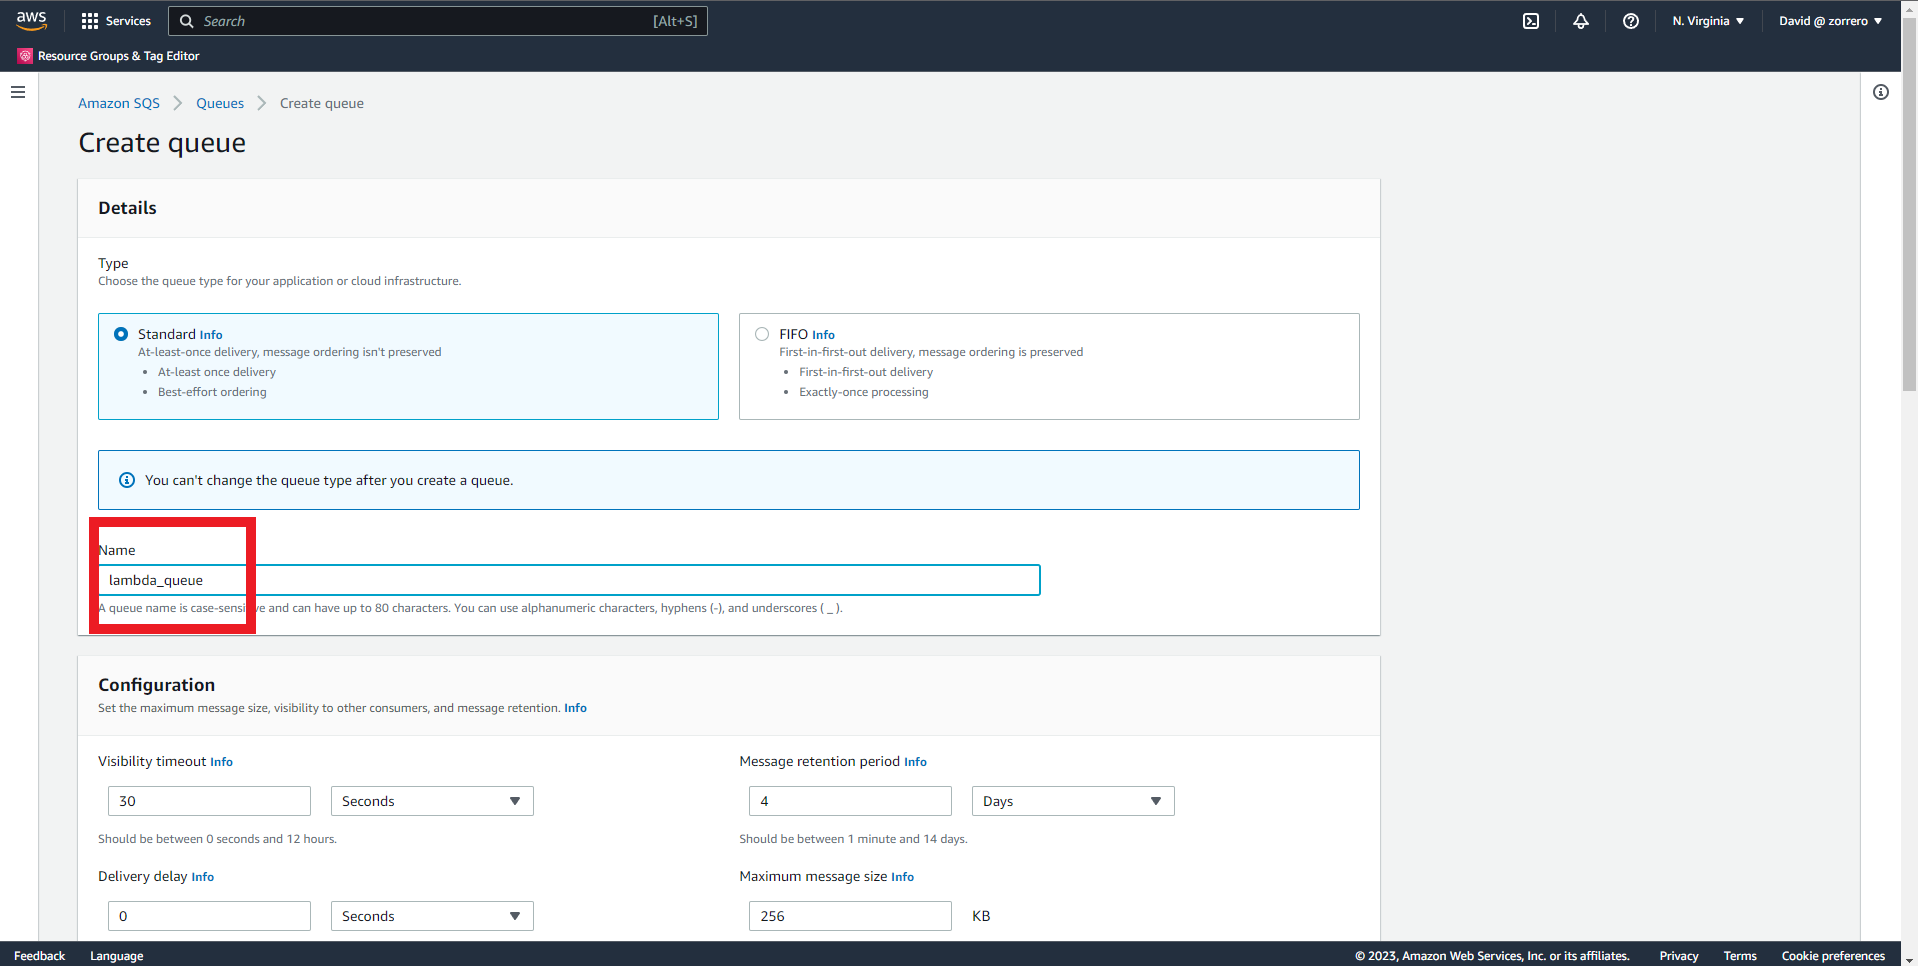 aws Services Search [Alt+S] N. Virginia David @ zorrero
Resource Groups & Tag Editor
Amazon SQS Queues Create queue
Create queue
Details
Type
Choose the queue type for your application or cloud infrastructure.
Standard Info
At-least-once delivery, message ordering isn't preserved
• At-least once delivery
• Best-effort ordering
FIFO Info
First-in-first-out delivery, message ordering is preserved
• First-in-first-out delivery
• Exactly-once processing
You can't change the queue type after you create a queue.
Name
lambda_queue
A queue name is case-sensitive and can have up to 80 characters. You can use alphanumeric characters, hyphens (-), and underscores ( _ ).
Configuration
Set the maximum message size, visibility to other consumers, and message retention. Info
Visibility timeout Info
30 Seconds
Should be between 0 seconds and 12 hours.
Message retention period Info
4 Days
Should be between 1 minute and 14 days.
Delivery delay Info
0 Seconds
Maximum message size Info
256 KB
Feedback Language © 2023, Amazon Web Services, Inc. or its affiliates. Privacy Terms Cookie preferences